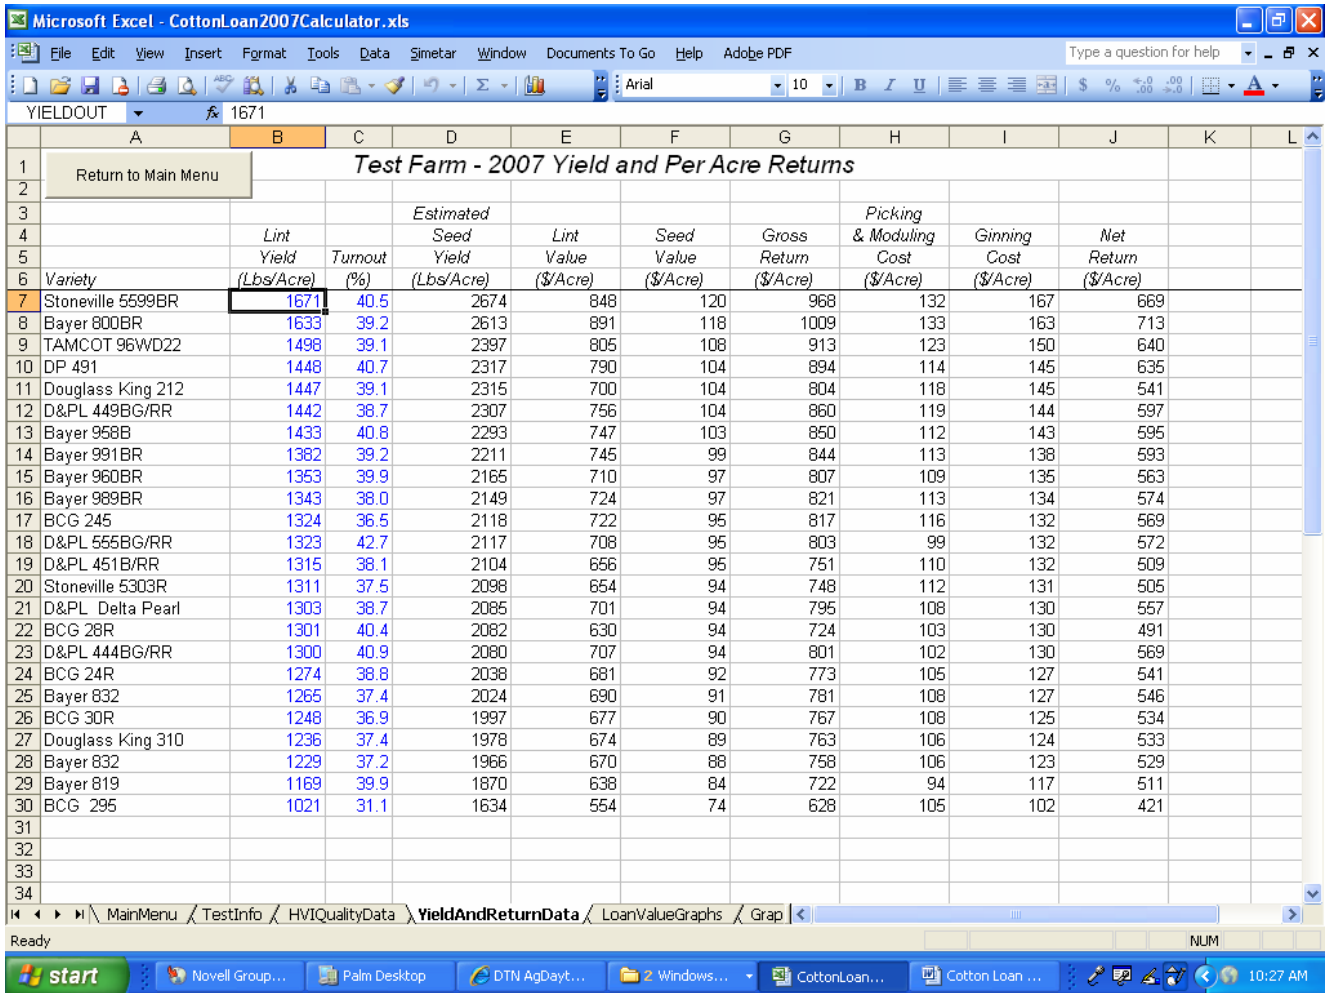 Microsoft Excel - CottonLoan2007Calculator.xls
File Edit View Insert Format Tools Data Simetar Window Documents To Go Help Adobe PDF Type a question for help
Arial 10 B I U $ % A
YIELDOUT fx 1671
A B C D E F G H I J K L
1 Return to Main Menu Test Farm - 2007 Yield and Per Acre Returns
2
3 Estimated Picking
4 Lint Seed Lint Seed Gross & Moduling Ginning Net
5 Yield Turnout Yield Value Value Return Cost Cost Return
6 Variety (Lbs/Acre) (%) (Lbs/Acre) ($/Acre) ($/Acre) ($/Acre) ($/Acre) ($/Acre) ($/Acre)
7 Stoneville 5599BR 1671 40.5 2674 848 120 968 132 167 669
8 Bayer 800BR 1633 39.2 2613 891 118 1009 133 163 713
9 TAMCOT 96WD22 1498 39.1 2397 805 108 913 123 150 640
10 DP 491 1448 40.7 2317 790 104 894 114 145 635
11 Douglass King 212 1447 39.1 2315 700 104 804 118 145 541
12 D&PL 449BG/RR 1442 38.7 2307 756 104 860 119 144 597
13 Bayer 958B 1433 40.8 2293 747 103 850 112 143 595
14 Bayer 991BR 1382 39.2 2211 745 99 844 113 138 593
15 Bayer 960BR 1353 39.9 2165 710 97 807 109 135 563
16 Bayer 989BR 1343 38.0 2149 724 97 821 113 134 574
17 BCG 245 1324 36.5 2118 722 95 817 116 132 569
18 D&PL 555BG/RR 1323 42.7 2117 708 95 803 99 132 572
19 D&PL 451B/RR 1315 38.1 2104 656 95 751 110 132 509
20 Stoneville 5303R 1311 37.5 2098 654 94 748 112 131 505
21 D&PL Delta Pearl 1303 38.7 2085 701 94 795 108 130 557
22 BCG 28R 1301 40.4 2082 630 94 724 103 130 491
23 D&PL 444BG/RR 1300 40.9 2080 707 94 801 102 130 569
24 BCG 24R 1274 38.8 2038 681 92 773 105 127 541
25 Bayer 832 1265 37.4 2024 690 91 781 108 127 546
26 BCG 30R 1248 36.9 1997 677 90 767 108 125 534
27 Douglass King 310 1236 37.4 1978 674 89 763 106 124 533
28 Bayer 832 1229 37.2 1966 670 88 758 106 123 529
29 Bayer 819 1169 39.9 1870 638 84 722 94 117 511
30 BCG 295 1021 31.1 1634 554 74 628 105 102 421
31
32
33
34
MainMenu TestInfo HVIQualityData YieldAndReturnData LoanValueGraphs Grap
Ready NUM
start Novell Group... Palm Desktop DTN AgDayt... 2 Windows... CottonLoan... Cotton Loan ... 10:27 AM